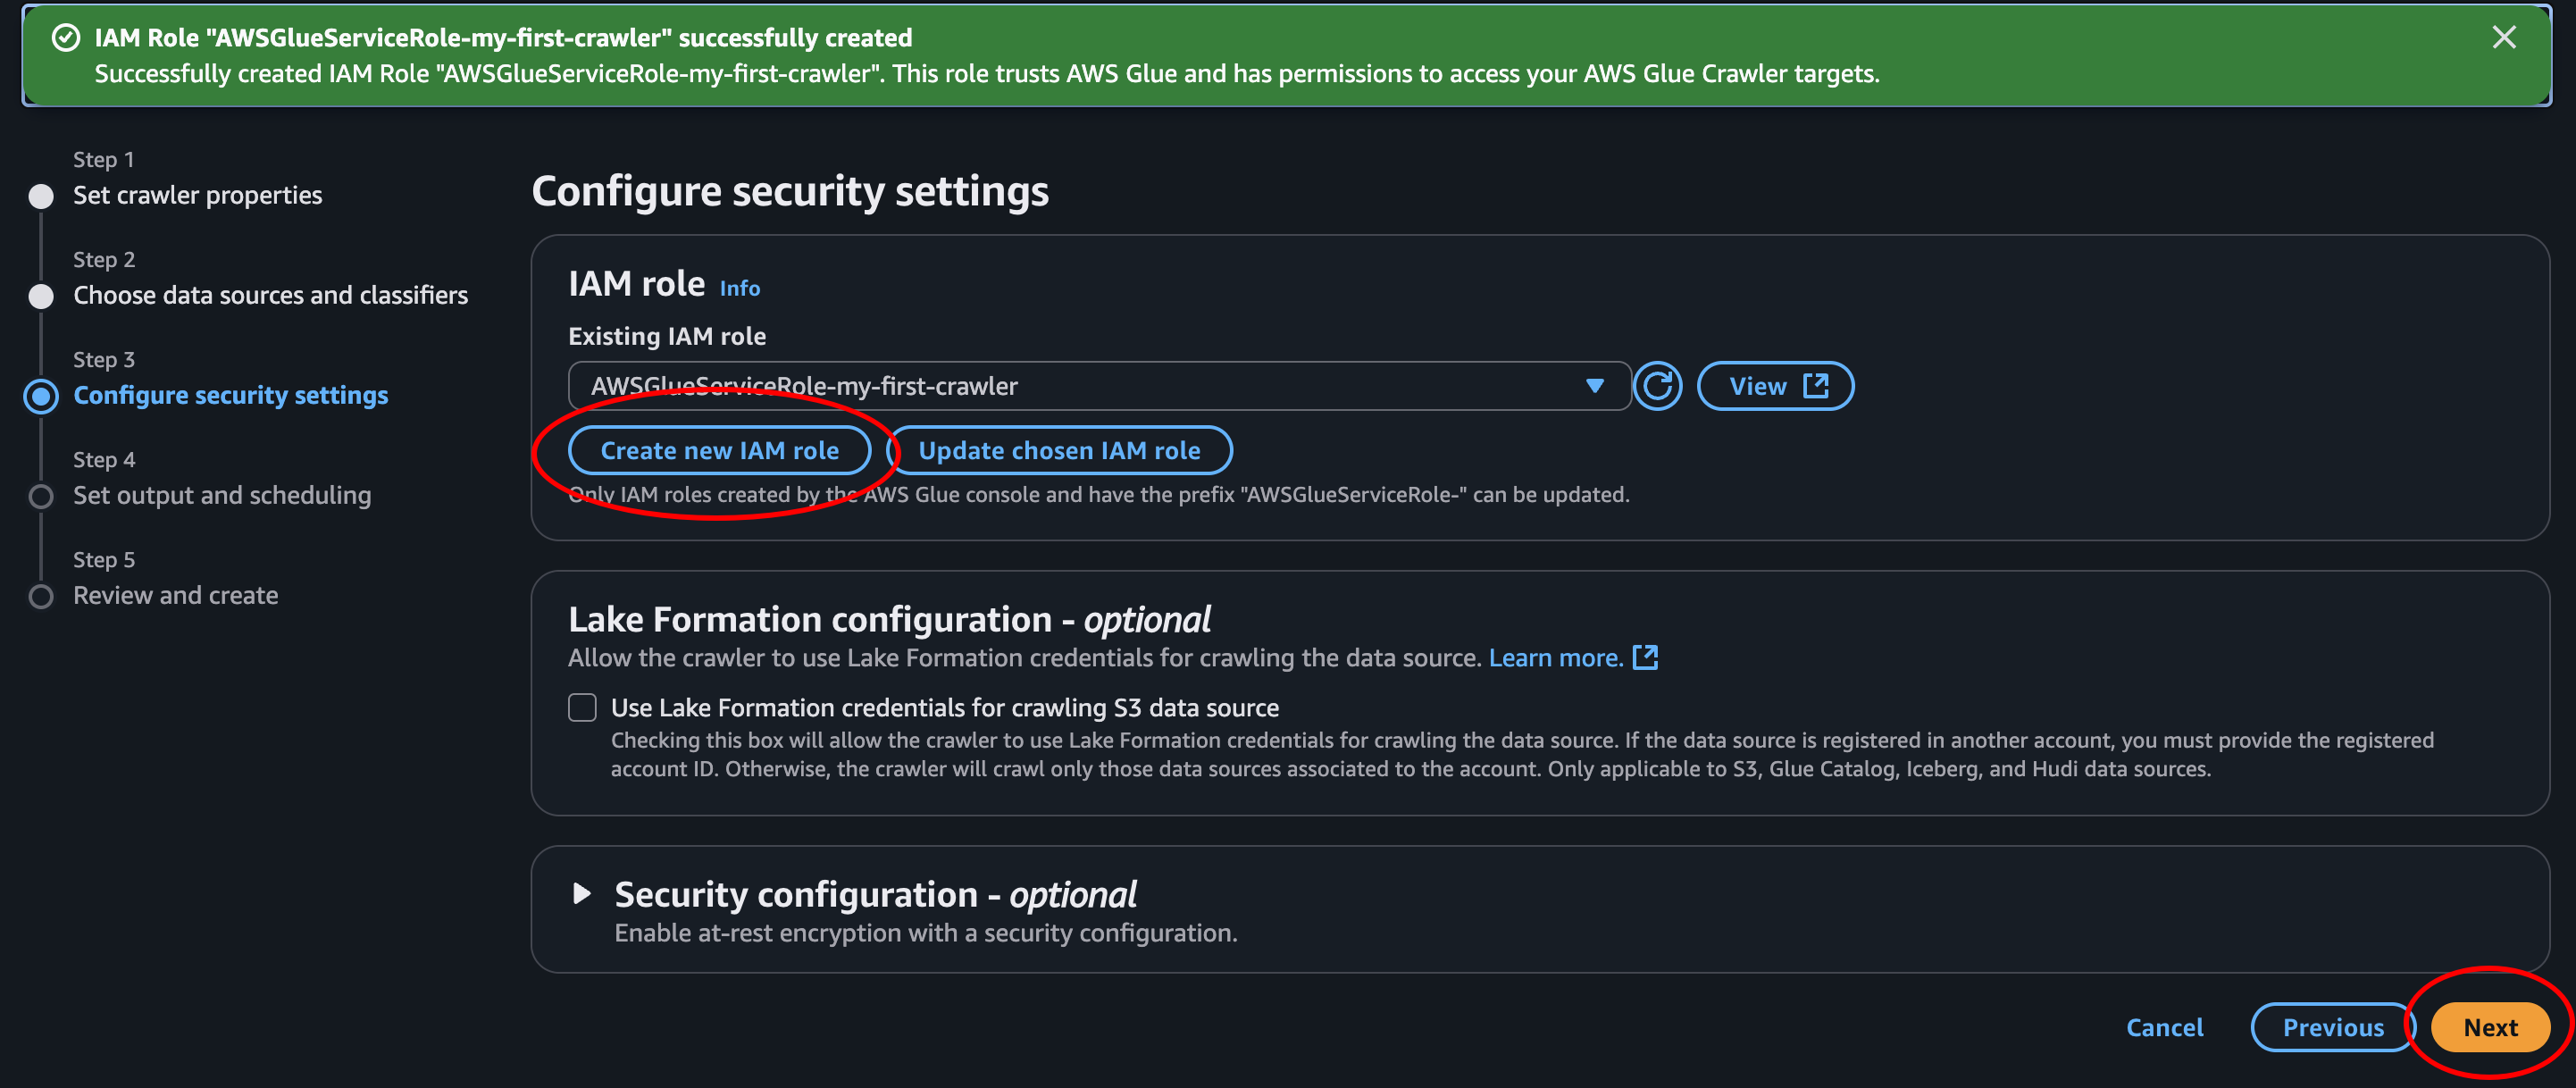 IAM Role "AWSGlueServiceRole-my-first-crawler" successfully created
Successfully created IAM Role "AWSGlueServiceRole-my-first-crawler". This role trusts AWS Glue and has permissions to access your AWS Glue Crawler targets.
Step 1
Set crawler properties
Step 2
Choose data sources and classifiers
Step 3
Configure security settings
Step 4
Set output and scheduling
Step 5
Review and create
Configure security settings
IAM role Info
Existing IAM role
AWSGlueServiceRole-my-first-crawler
View
Create new IAM role Update chosen IAM role
Only IAM roles created by the AWS Glue console and have the prefix "AWSGlueServiceRole-" can be updated.
Lake Formation configuration - optional
Allow the crawler to use Lake Formation credentials for crawling the data source. Learn more.
Use Lake Formation credentials for crawling S3 data source
Checking this box will allow the crawler to use Lake Formation credentials for crawling the data source. If the data source is registered in another account, you must provide the registered
account ID. Otherwise, the crawler will crawl only those data sources associated to the account. Only applicable to S3, Glue Catalog, Iceberg, and Hudi data sources.
Security configuration - optional
Enable at-rest encryption with a security configuration.
Cancel Previous Next